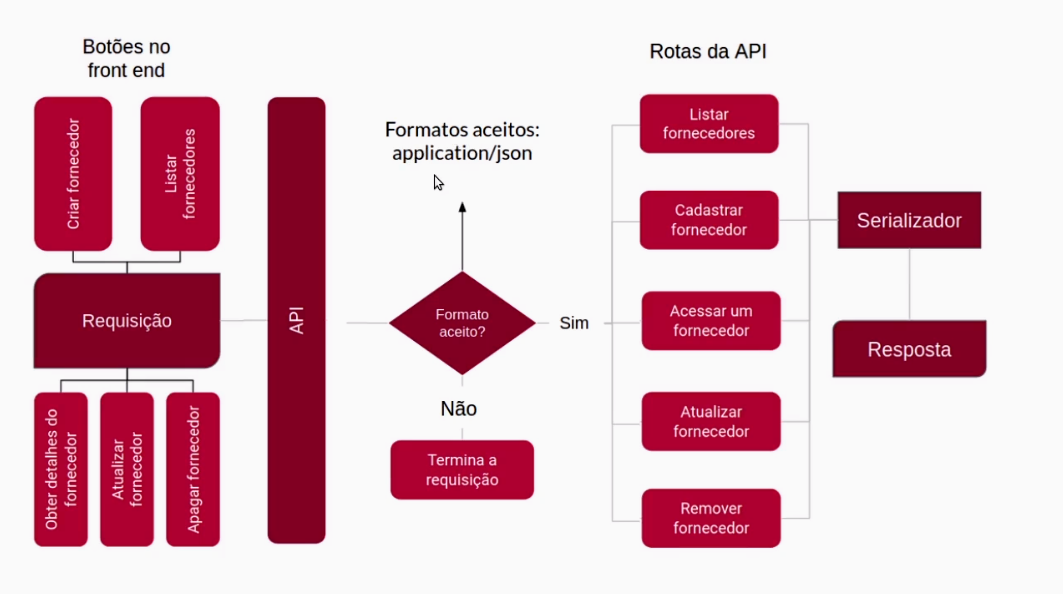 Botões no
front end
Criar fornecedor
Listar
fornecedores
Requisição
Obter detalhes do
fornecedor
Atualizar
fornecedor
Apagar fornecedor
API
Formatos aceitos:
application/json
Formato
aceito?
Sim
Não
Termina a
requisição
Rotas da API
Listar
fornecedores
Cadastrar
fornecedor
Acessar um
fornecedor
Atualizar
fornecedor
Remover
fornecedor
Serializador
Resposta